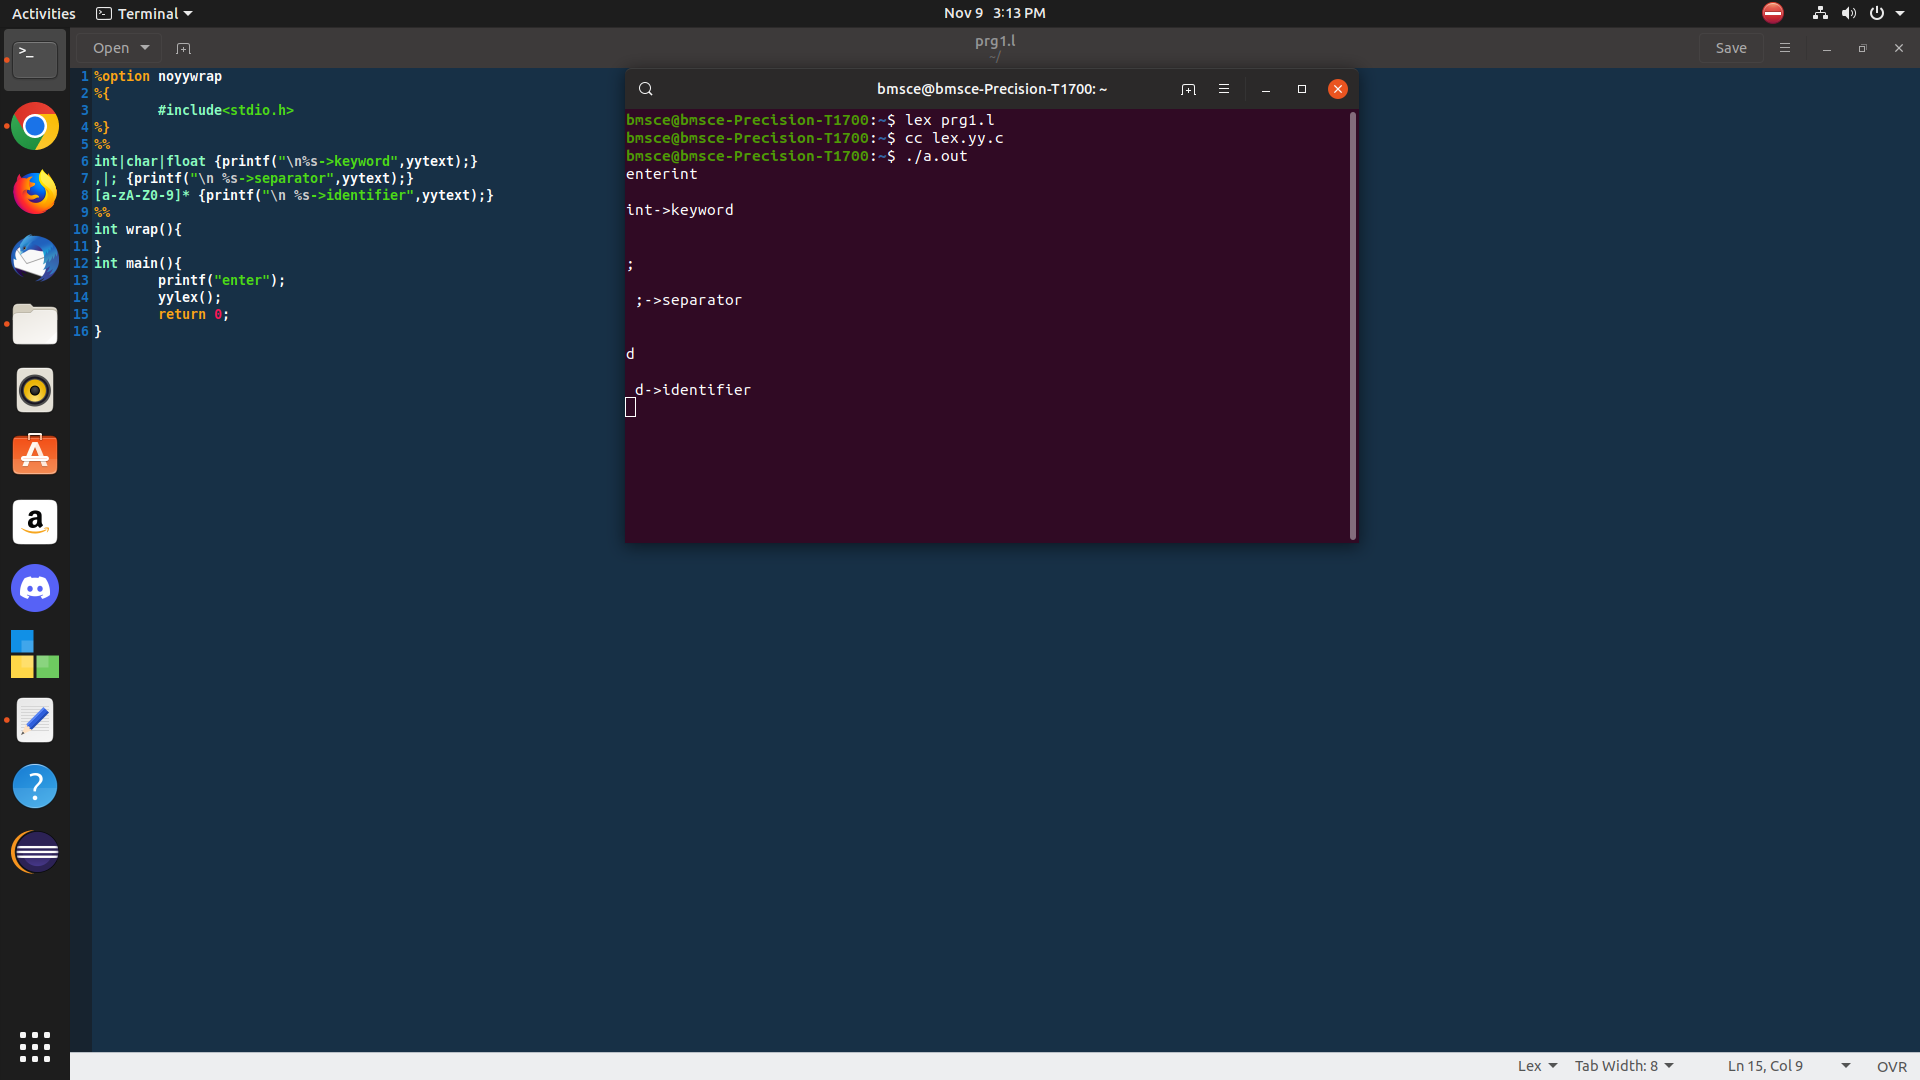 Activities Terminal Nov 9 3:13 PM
Open prg1.l Save
~/
1 %option noyywrap
2 %{
3 #include<stdio.h>
4 %}
5 %%
6 int|char|float {printf("\n%s->keyword",yytext);}
7 ,|; {printf("\n %s->separator",yytext);}
8 [a-zA-Z0-9]* {printf("\n %s->identifier",yytext);}
9 %%
10 int wrap(){
11 }
12 int main(){
13 printf("enter");
14 yylex();
15 return 0;
16 }
bmsce@bmsce-Precision-T1700: ~
bmsce@bmsce-Precision-T1700:~$ lex prg1.l
bmsce@bmsce-Precision-T1700:~$ cc lex.yy.c
bmsce@bmsce-Precision-T1700:~$ ./a.out
enterint
int->keyword
;
;->separator
d
d->identifier
>_
a
?
Lex Tab Width: 8 Ln 15, Col 9 OVR